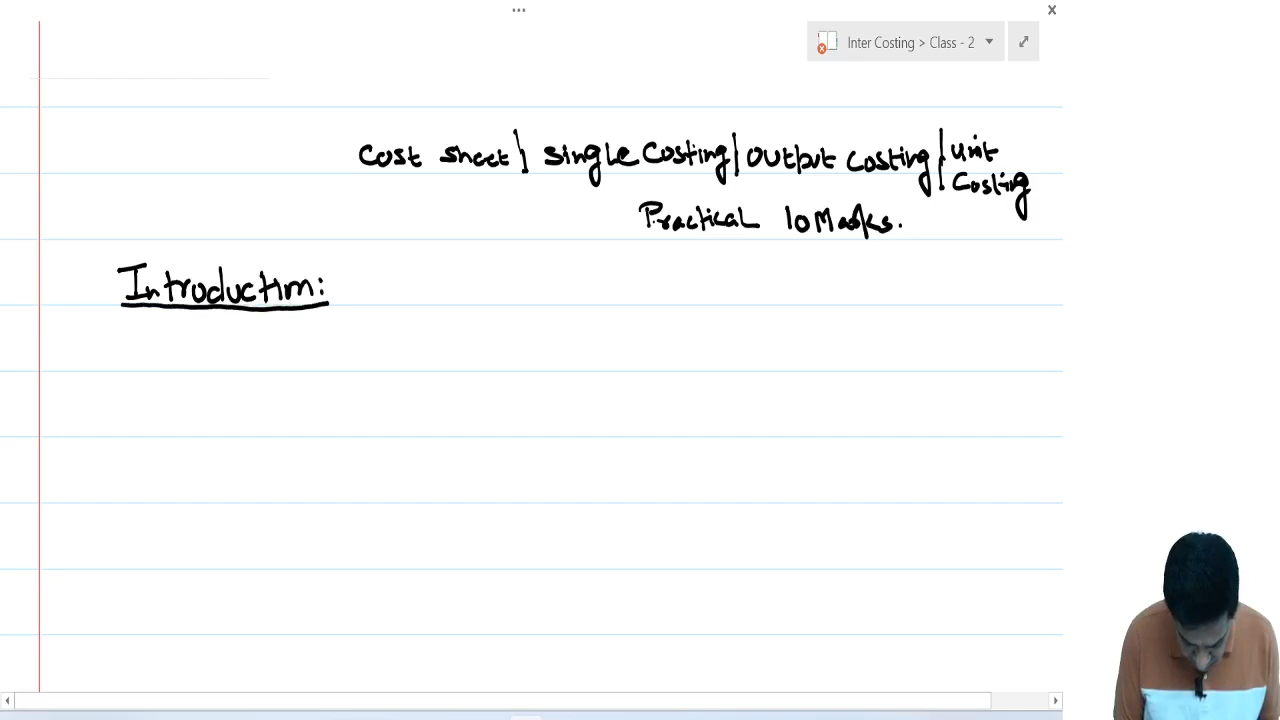 ...
Inter Costing > Class - 2
Cost sheet | Single Costing | Output Costing | Unit Costing
Practical 10 Marks.
Introduction: